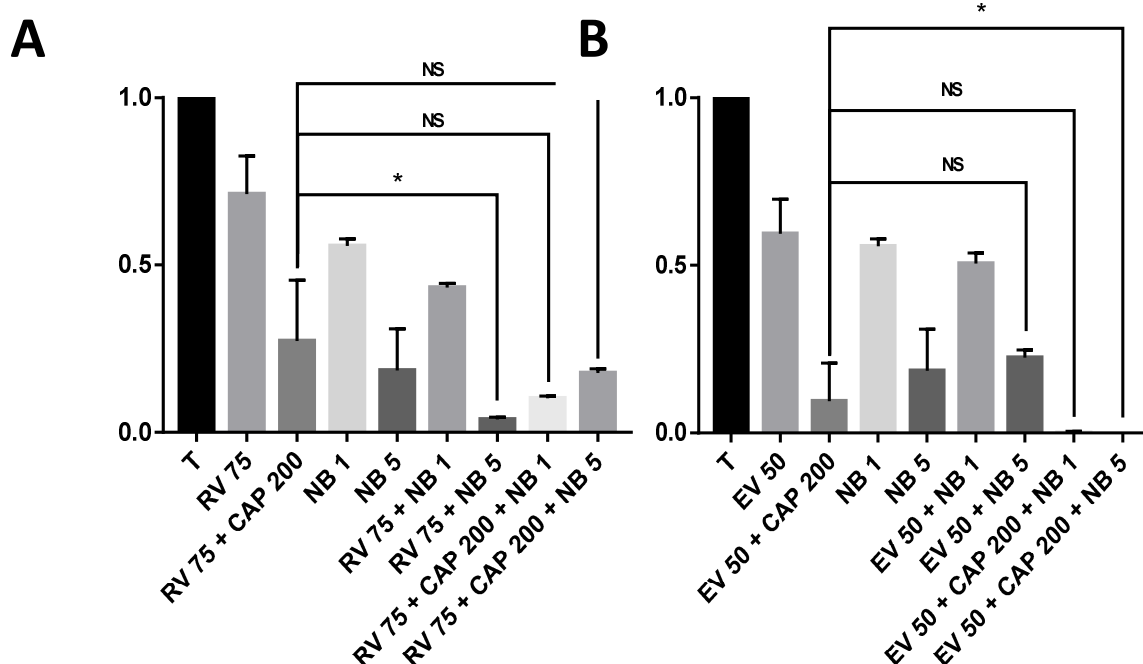 A
NS
NS
*
1.0
0.5
0.0
T
RV 75
RV 75 + CAP 200
NB 1
NB 5
RV 75 + NB 1
RV 75 + NB 5
RV 75 + CAP 200 + NB 1
RV 75 + CAP 200 + NB 5
B
*
NS
NS
1.0
0.5
0.0
T
EV 50
EV 50 + CAP 200
NB 1
NB 5
EV 50 + NB 1
EV 50 + NB 5
EV 50 + CAP 200 + NB 1
EV 50 + CAP 200 + NB 5